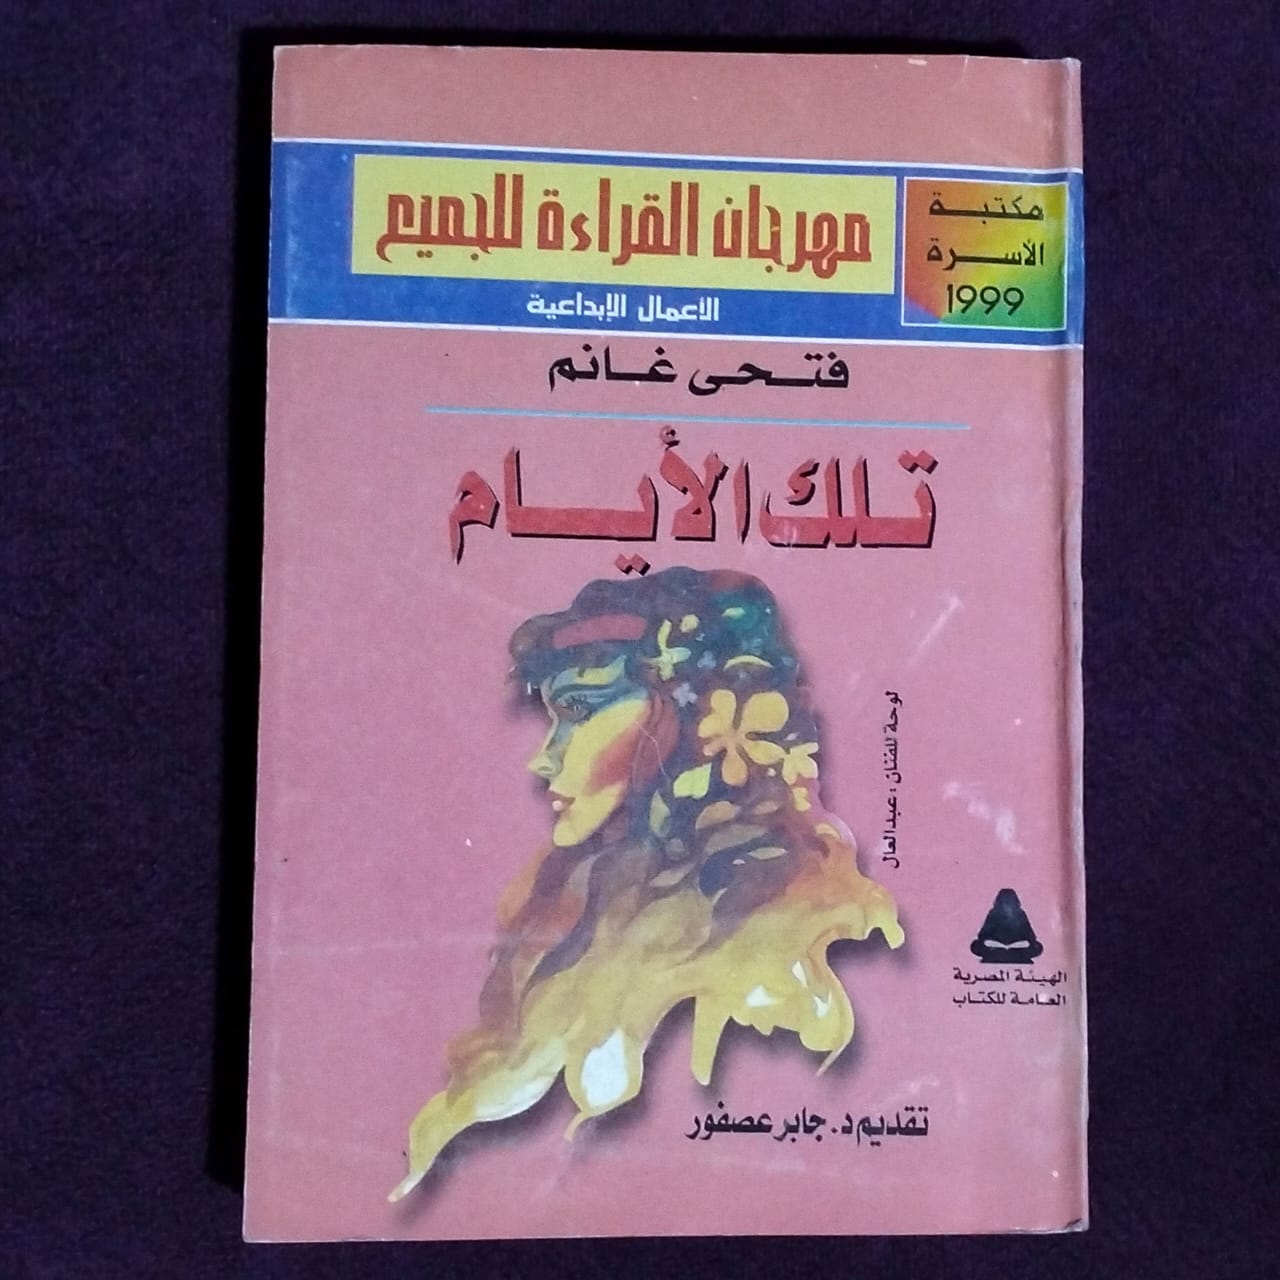 مكتبة
الأسرة
1999
مهرجان القراءة للجميع
الأعمال الإبداعية
فتحى غانم
تلك الأيام
لوحة للفنان : عبد العال
الهيئة المصرية
العامة للكتاب
تقديم د. جابر عصفور